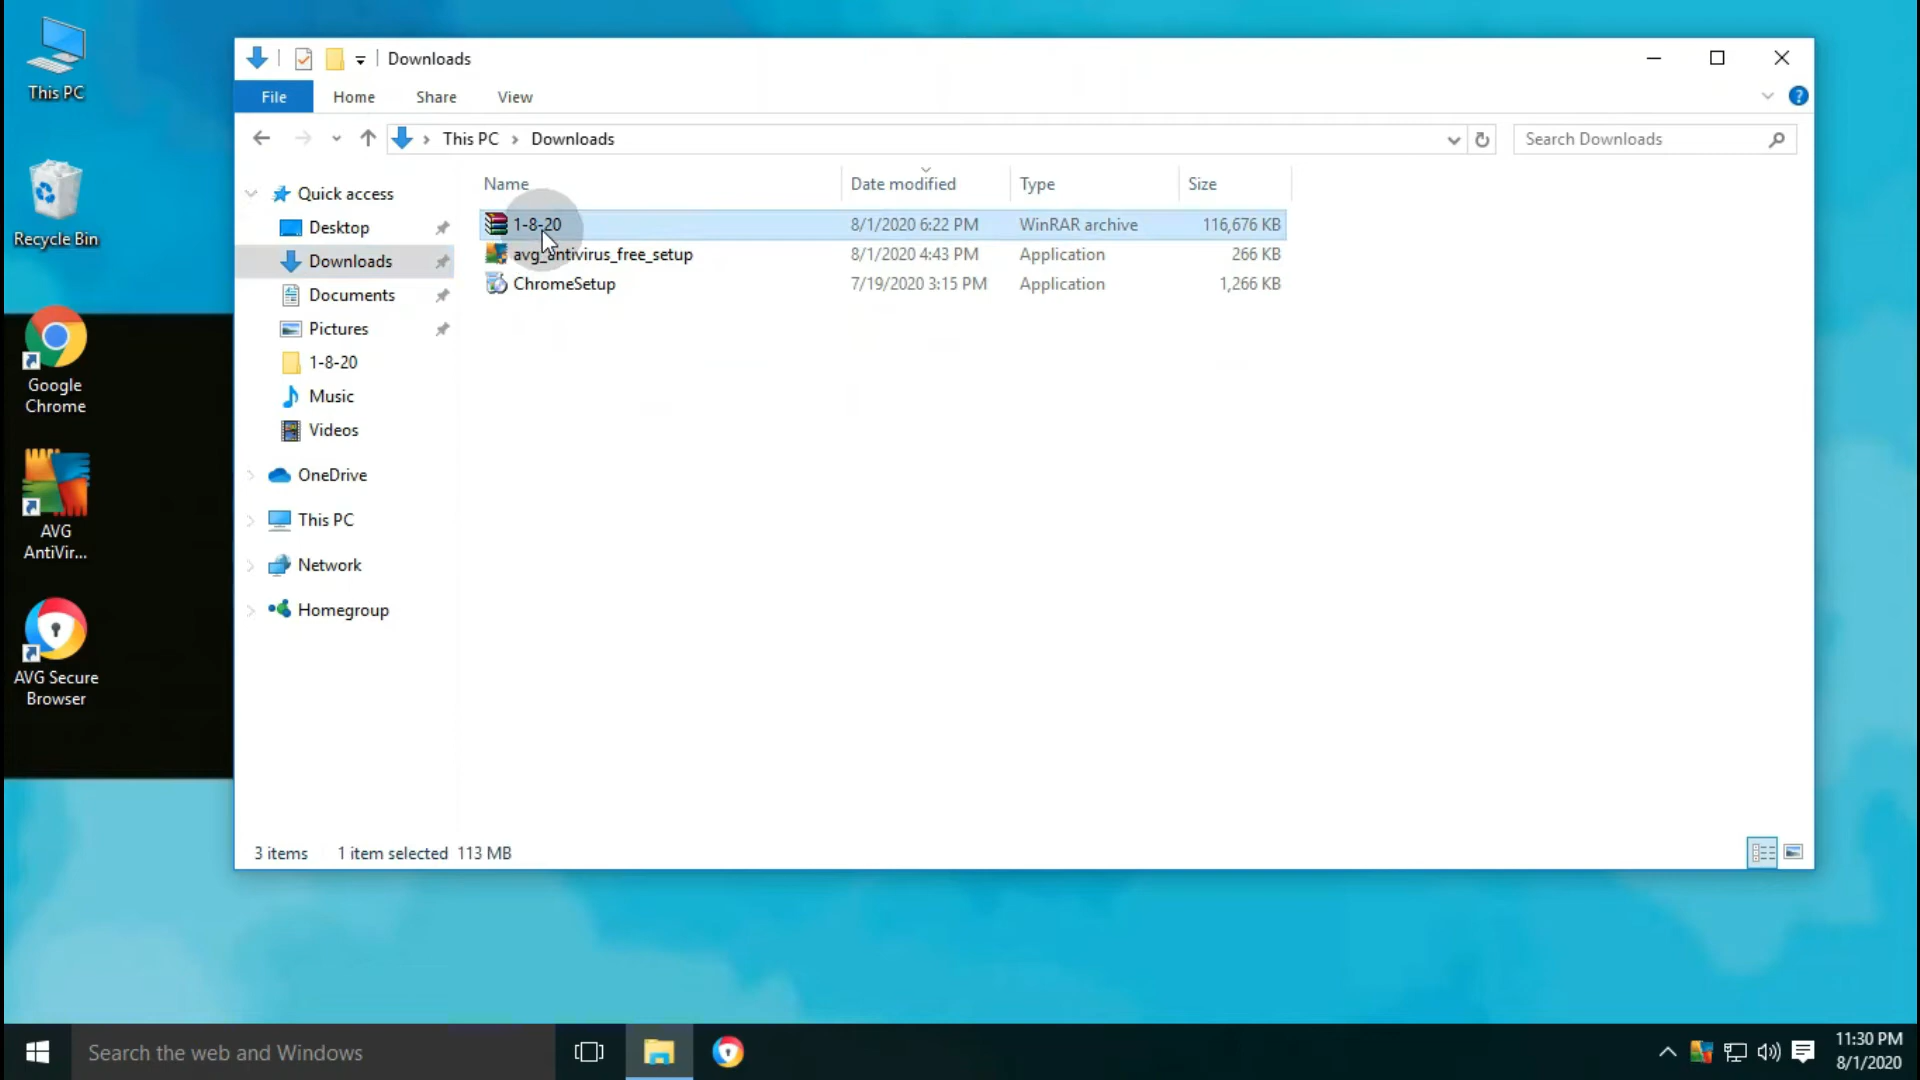 This PC
Recycle Bin
Google
Chrome
AVG
AntiVir...
AVG Secure
Browser
Downloads
File Home Share View
This PC Downloads
Search Downloads
Name Date modified Type Size
1-8-20 8/1/2020 6:22 PM WinRAR archive 116,676 KB
avg_antivirus_free_setup 8/1/2020 4:43 PM Application 266 KB
ChromeSetup 7/19/2020 3:15 PM Application 1,266 KB
Quick access
Desktop
Downloads
Documents
Pictures
1-8-20
Music
Videos
OneDrive
This PC
Network
Homegroup
3 items 1 item selected 113 MB
Search the web and Windows
11:30 PM
8/1/2020